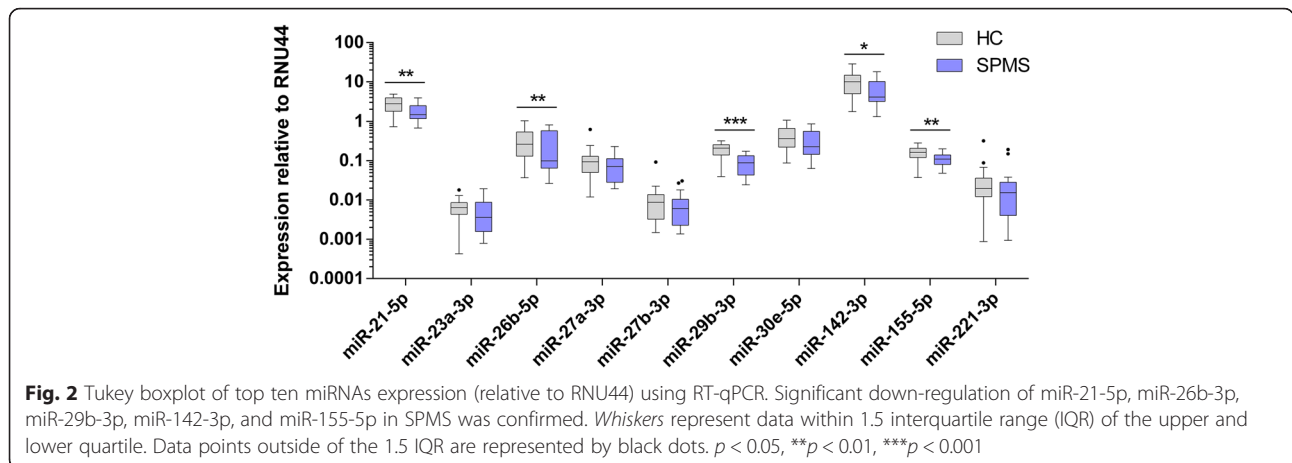 Expression relative to RNU44
100
10
1
0.1
0.01
0.001
0.0001
HC
SPMS
**
**
***
*
**
miR-21-5p
miR-23a-3p
miR-26b-5p
miR-27a-3p
miR-27b-3p
miR-29b-3p
miR-30e-5p
miR-142-3p
miR-155-5p
miR-221-3p
Fig. 2 Tukey boxplot of top ten miRNAs expression (relative to RNU44) using RT-qPCR. Significant down-regulation of miR-21-5p, miR-26b-3p,
miR-29b-3p, miR-142-3p, and miR-155-5p in SPMS was confirmed. Whiskers represent data within 1.5 interquartile range (IQR) of the upper and
lower quartile. Data points outside of the 1.5 IQR are represented by black dots. p < 0.05, **p < 0.01, ***p < 0.001